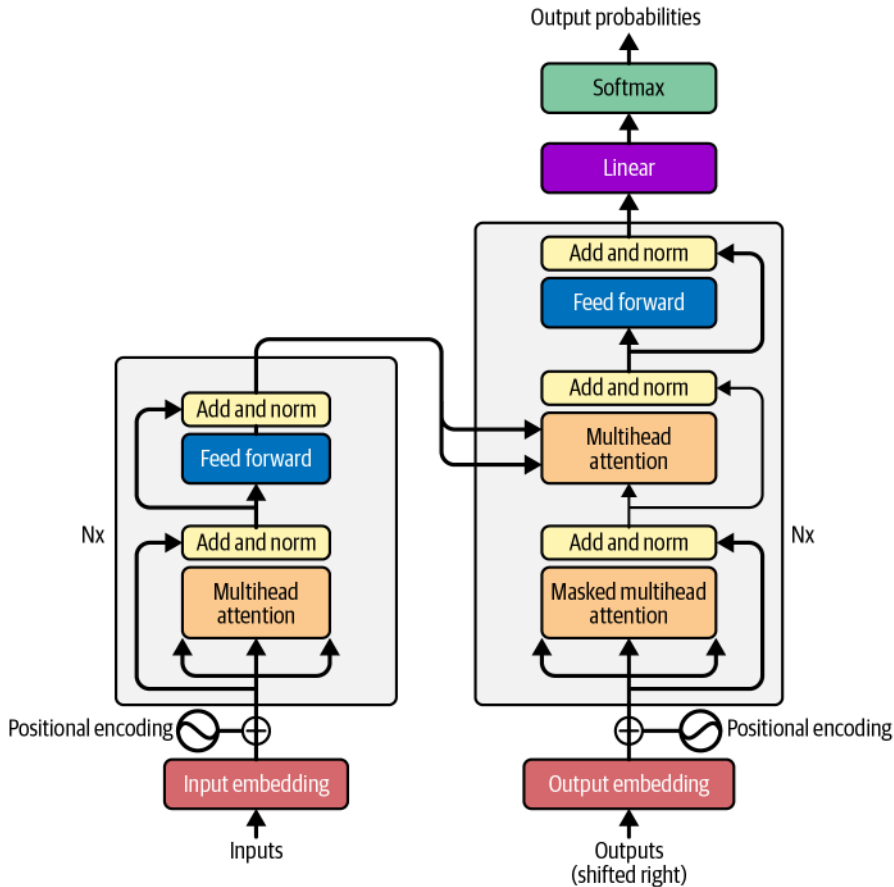 Output probabilities
Softmax
Linear
Add and norm
Feed forward
Add and norm
Multihead
attention
Add and norm
Masked multihead
attention
Nx
Positional encoding
Output embedding
Outputs
(shifted right)
Add and norm
Feed forward
Nx
Add and norm
Multihead
attention
Positional encoding
Input embedding
Inputs